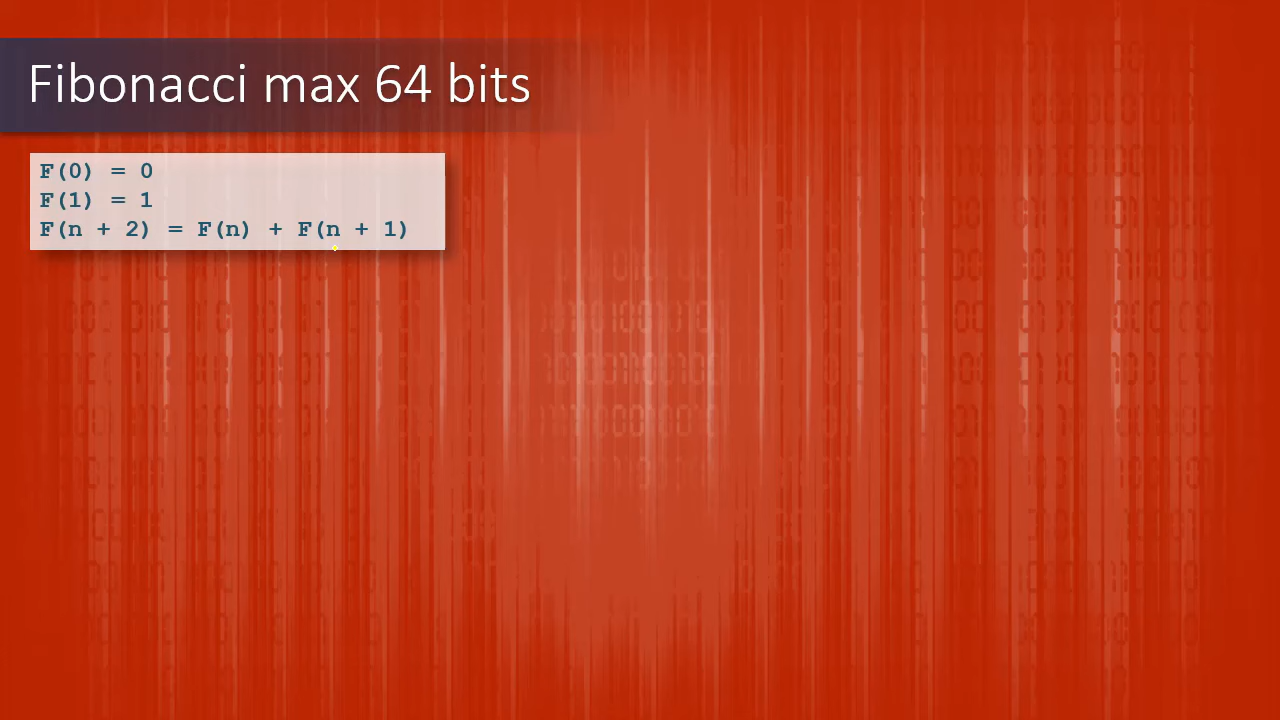 Fibonacci max 64 bits
F(0) = 0
F(1) = 1
F(n + 2) = F(n) + F(n + 1)